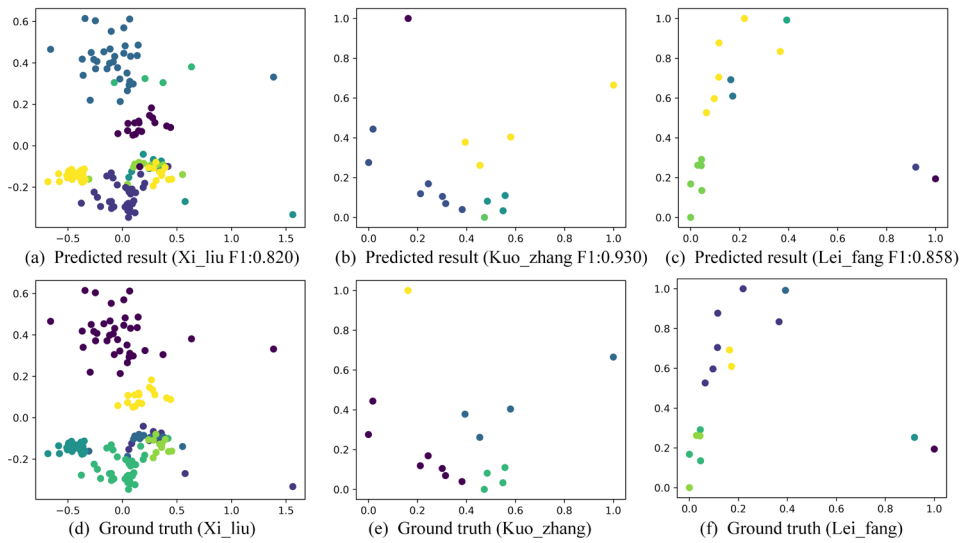 0.6
0.4
0.2
0.0
−0.2
−0.5 0.0 0.5 1.0 1.5
(a) Predicted result (Xi_liu F1:0.820)
1.0
0.8
0.6
0.4
0.2
0.0
0.0 0.2 0.4 0.6 0.8 1.0
(b) Predicted result (Kuo_zhang F1:0.930)
1.0
0.8
0.6
0.4
0.2
0.0
0.0 0.2 0.4 0.6 0.8 1.0
(c) Predicted result (Lei_fang F1:0.858)
0.6
0.4
0.2
0.0
−0.2
−0.5 0.0 0.5 1.0 1.5
(d) Ground truth (Xi_liu)
1.0
0.8
0.6
0.4
0.2
0.0
0.0 0.2 0.4 0.6 0.8 1.0
(e) Ground truth (Kuo_zhang)
1.0
0.8
0.6
0.4
0.2
0.0
0.0 0.2 0.4 0.6 0.8 1.0
(f) Ground truth (Lei_fang)